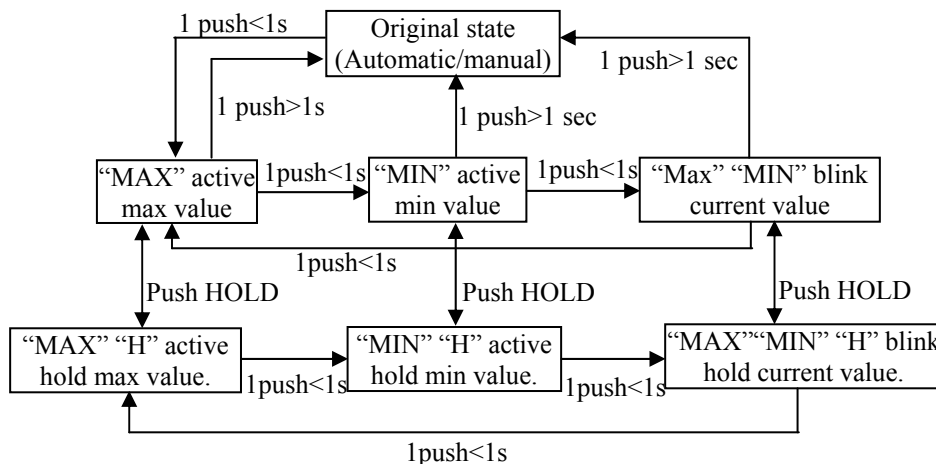 1 push<1s
Original state
(Automatic/manual)
1 push>1s
1 push>1 sec
1 push>1 sec
“MAX” active
max value
1push<1s
“MIN” active
min value
1push<1s
“Max” “MIN” blink
current value
1push<1s
Push HOLD
Push HOLD
Push HOLD
“MAX” “H” active
hold max value.
1push<1s
“MIN” “H” active
hold min value.
1push<1s
“MAX”“MIN” “H” blink
hold current value.
1push<1s